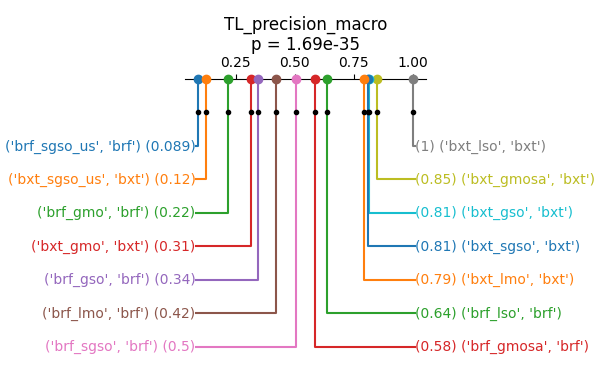 TL_precision_macro
p = 1.69e-35
0.25 0.50 0.75 1.00
('brf_sgso_us', 'brf') (0.089) (1) ('bxt_lso', 'bxt')
('bxt_sgso_us', 'bxt') (0.12) (0.85) ('bxt_gmosa', 'bxt')
('brf_gmo', 'brf') (0.22) (0.81) ('bxt_gso', 'bxt')
('bxt_gmo', 'bxt') (0.31) (0.81) ('bxt_sgso', 'bxt')
('brf_gso', 'brf') (0.34) (0.79) ('bxt_lmo', 'bxt')
('brf_lmo', 'brf') (0.42) (0.64) ('brf_lso', 'brf')
('brf_sgso', 'brf') (0.5) (0.58) ('brf_gmosa', 'brf')